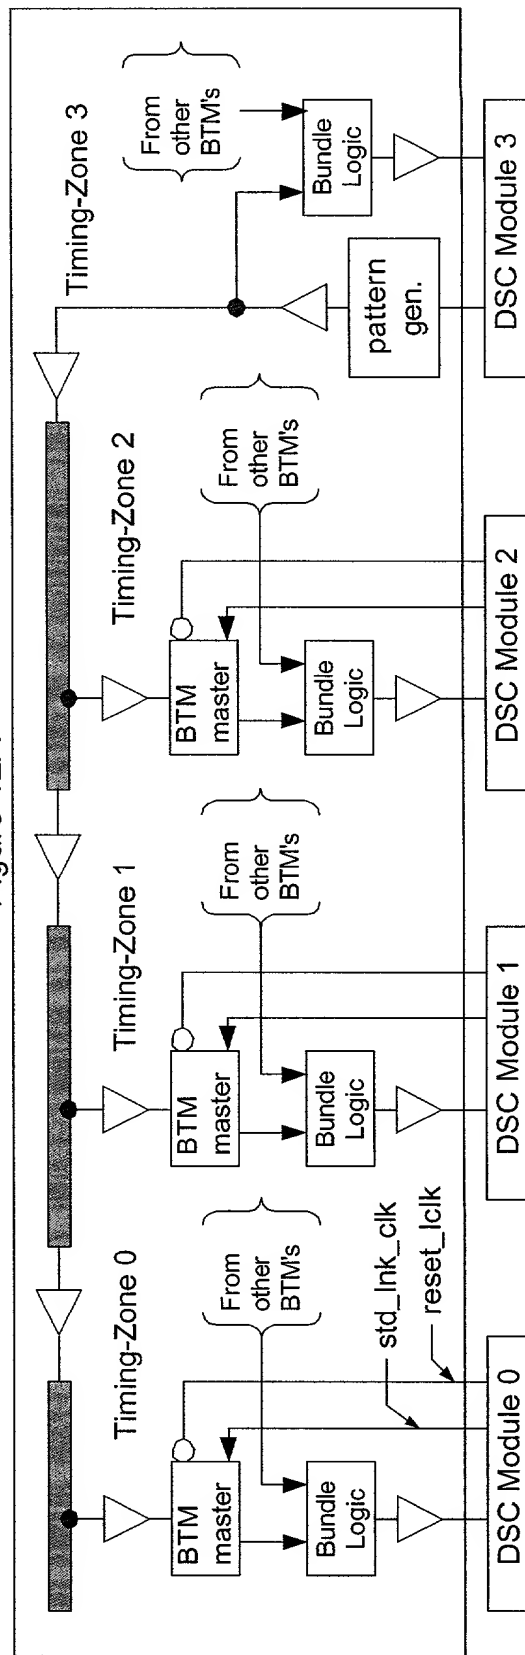 Timing-Zone 0
BTM
master
From
other
BTM's
Bundle
Logic
std_lnk_clk
reset_lclk
DSC Module 0
Timing-Zone 1
BTM
master
From
other
BTM's
Bundle
Logic
DSC Module 1
Timing-Zone 2
BTM
master
From
other
BTM's
Bundle
Logic
DSC Module 2
Timing-Zone 3
From
other
BTM's
Bundle
Logic
pattern
gen.
DSC Module 3